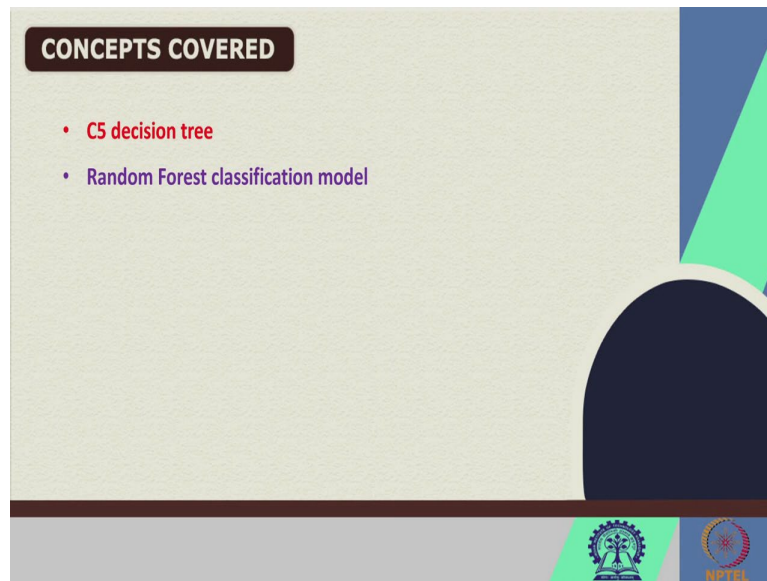 CONCEPTS COVERED
• C5 decision tree
• Random Forest classification model
NPTEL